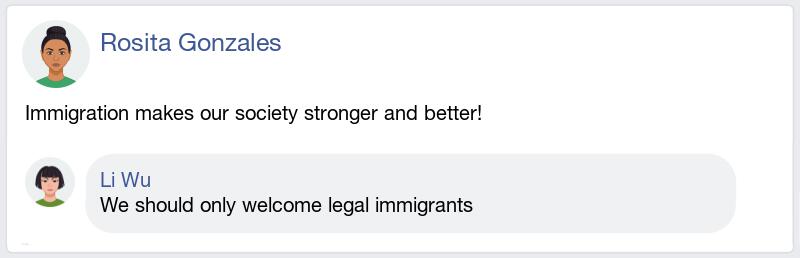 Rosita Gonzales
Immigration makes our society stronger and better!
Li Wu
We should only welcome legal immigrants